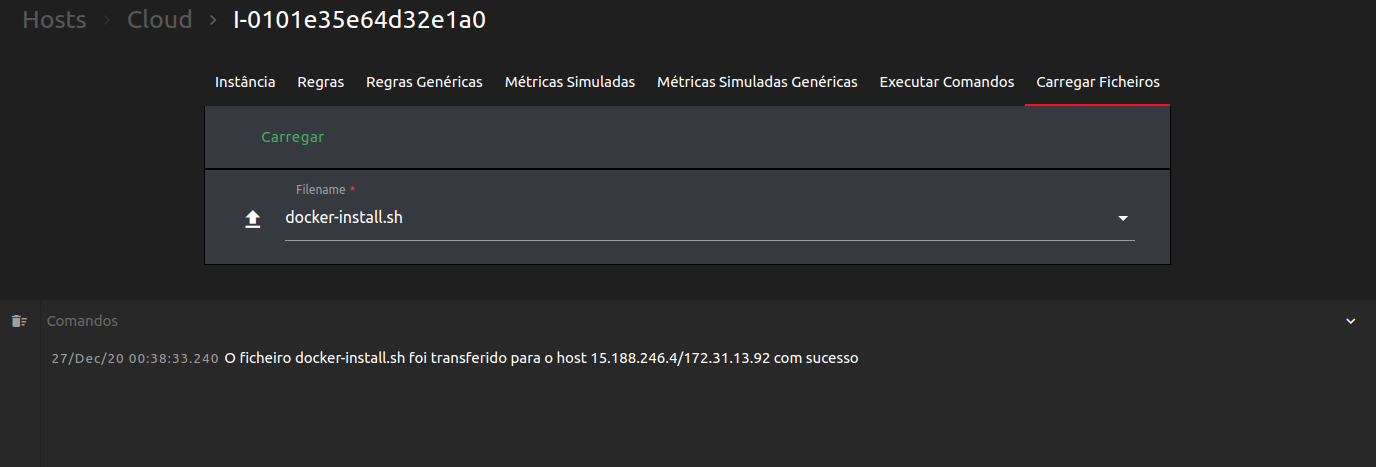 Hosts > Cloud > I-0101e35e64d32e1a0
Instância Regras Regras Genéricas Métricas Simuladas Métricas Simuladas Genéricas Executar Comandos Carregar Ficheiros
Carregar
Filename *
docker-install.sh
Comandos
27/Dec/20 00:38:33.240 O ficheiro docker-install.sh foi transferido para o host 15.188.246.4/172.31.13.92 com sucesso